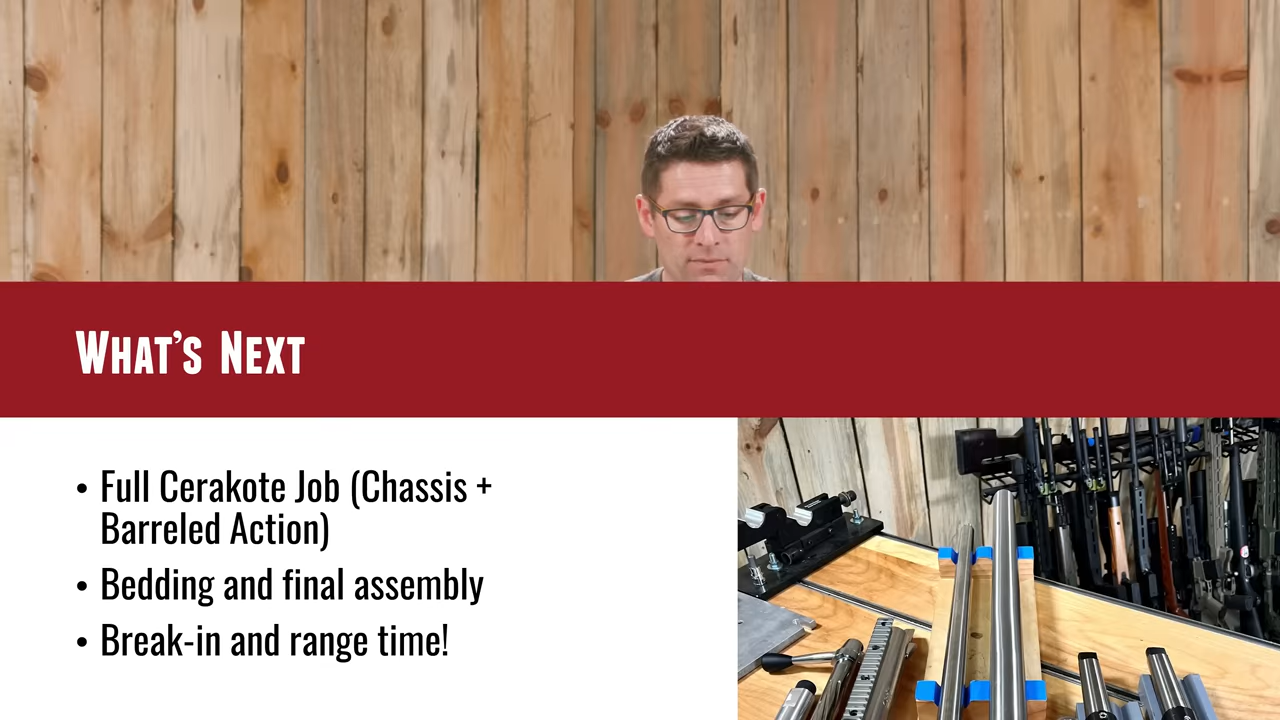 What's Next
• Full Cerakote Job (Chassis +
Barreled Action)
• Bedding and final assembly
• Break-in and range time!